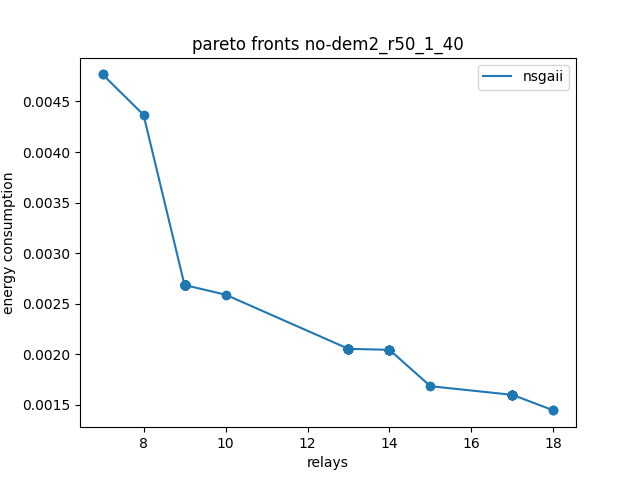 pareto fronts no-dem2_r50_1_40
nsgaii
energy consumption
0.0045
0.0040
0.0035
0.0030
0.0025
0.0020
0.0015
8 10 12 14 16 18
relays